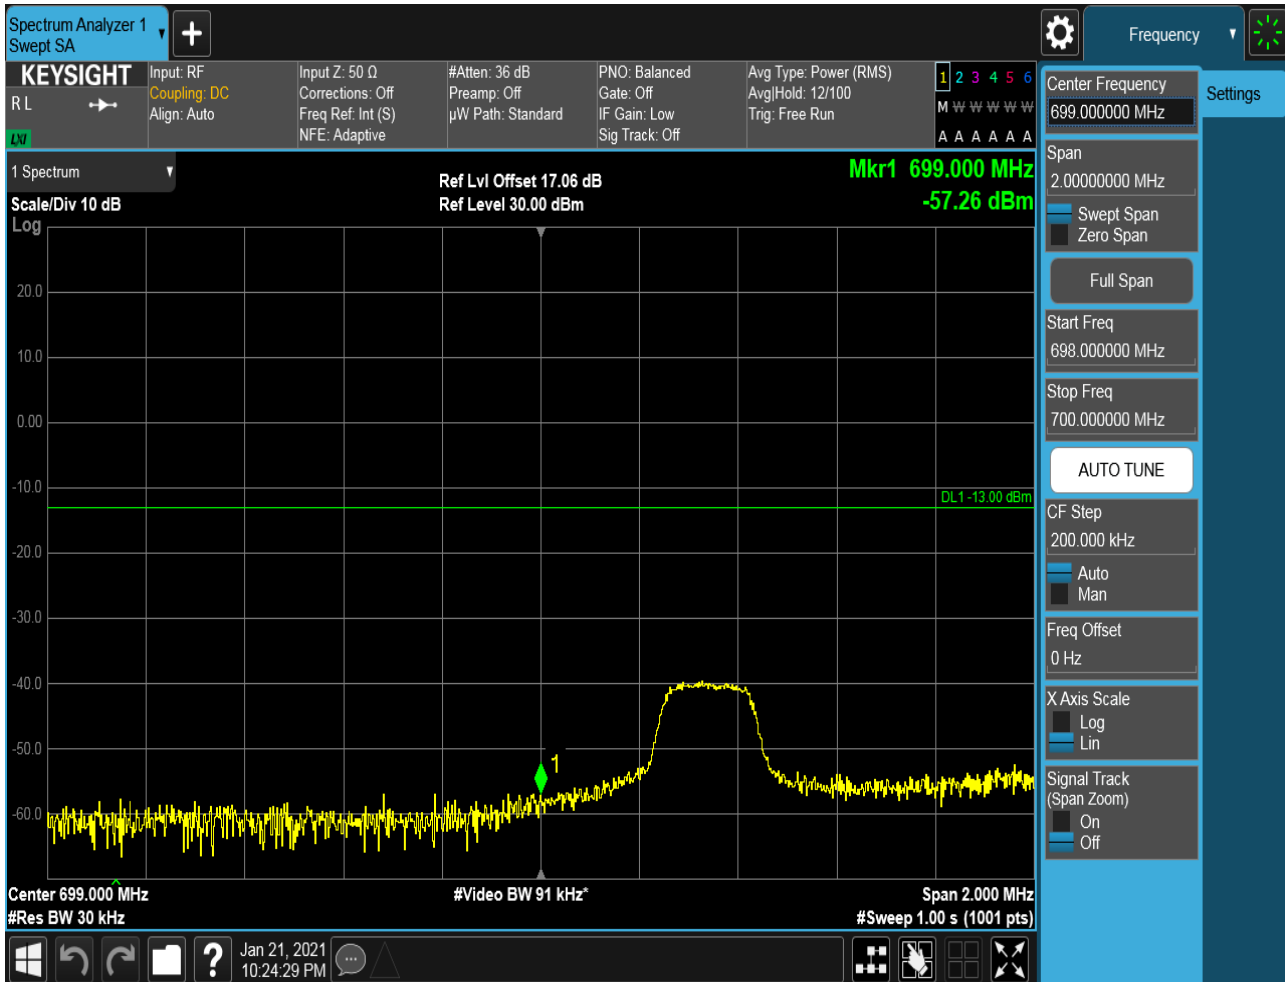 Spectrum Analyzer 1
Swept SA
Frequency
KEYSIGHT
R L
LXI
Input: RF
Coupling: DC
Align: Auto
Input Z: 50 Ω
Corrections: Off
Freq Ref: Int (S)
NFE: Adaptive
#Atten: 36 dB
Preamp: Off
µW Path: Standard
PNO: Balanced
Gate: Off
IF Gain: Low
Sig Track: Off
Avg Type: Power (RMS)
Avg|Hold: 12/100
Trig: Free Run
1 2 3 4 5 6
M W W W W W
A A A A A A
1 Spectrum
Scale/Div 10 dB
Log
Ref Lvl Offset 17.06 dB
Ref Level 30.00 dBm
Mkr1 699.000 MHz
-57.26 dBm
20.0
10.0
0.00
-10.0
DL1 -13.00 dBm
-20.0
-30.0
-40.0
-50.0
1
-60.0
Center 699.000 MHz
#Res BW 30 kHz
#Video BW 91 kHz*
Span 2.000 MHz
#Sweep 1.00 s (1001 pts)
Jan 21, 2021
10:24:29 PM
?
Center Frequency
699.000000 MHz
Settings
Span
2.00000000 MHz
Swept Span
Zero Span
Full Span
Start Freq
698.000000 MHz
Stop Freq
700.000000 MHz
AUTO TUNE
CF Step
200.000 kHz
Auto
Man
Freq Offset
0 Hz
X Axis Scale
Log
Lin
Signal Track
(Span Zoom)
On
Off